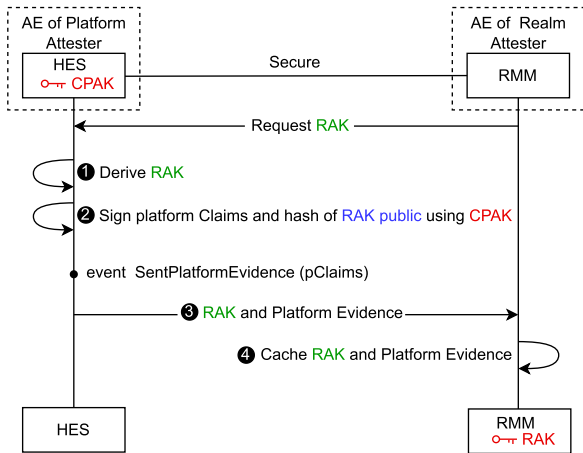 AE of Platform
Attester
AE of Realm
Attester
HES
CPAK
Secure
RMM
Request RAK
1 Derive RAK
2 Sign platform Claims and hash of RAK public using CPAK
event SentPlatformEvidence (pClaims)
3 RAK and Platform Evidence
4 Cache RAK and Platform Evidence
HES
RMM
RAK